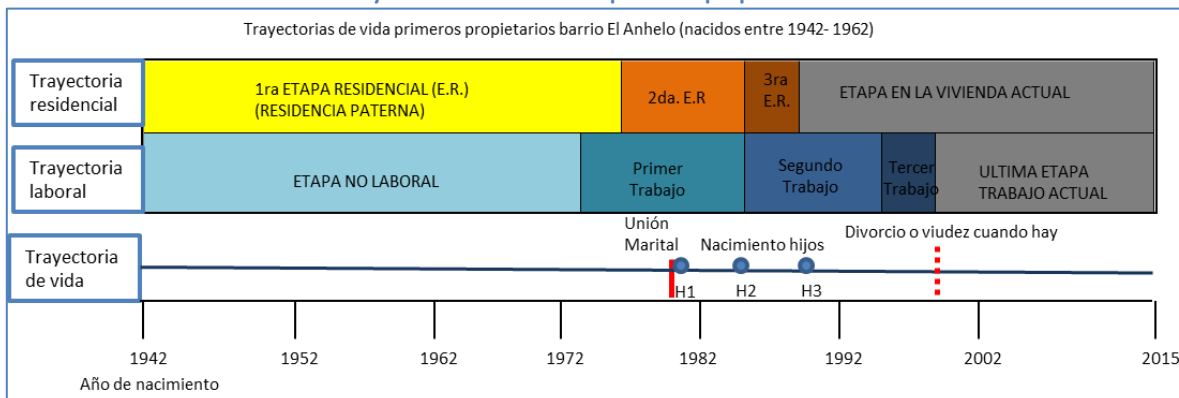 Trayectorias de vida primeros propietarios barrio El Anhelo (nacidos entre 1942- 1962)
Trayectoria
residencial
1ra ETAPA RESIDENCIAL (E.R.)
(RESIDENCIA PATERNA)
2da. E.R
3ra
E.R.
ETAPA EN LA VIVIENDA ACTUAL
Trayectoria
laboral
ETAPA NO LABORAL
Primer
Trabajo
Segundo
Trabajo
Tercer
Trabajo
ULTIMA ETAPA
TRABAJO ACTUAL
Trayectoria
de vida
Unión
Marital
Nacimiento hijos
Divorcio o viudez cuando hay
H1 H2 H3
1942 1952 1962 1972 1982 1992 2002 2015
Año de nacimiento